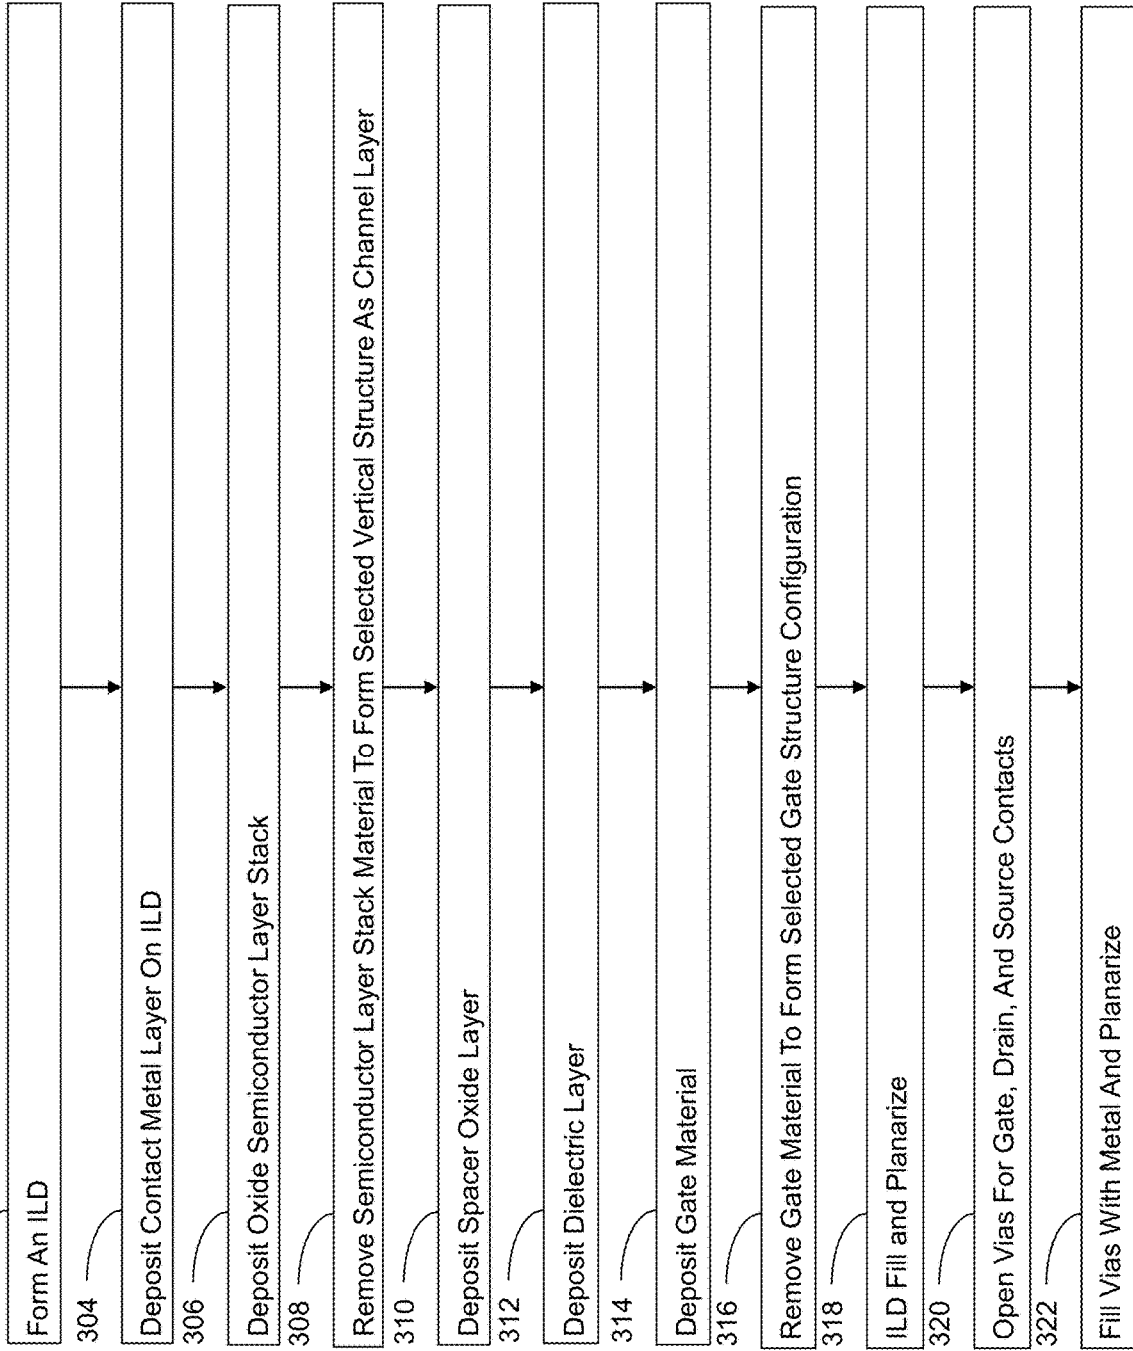 Form An ILD
304
Deposit Contact Metal Layer On ILD
306
Deposit Oxide Semiconductor Layer Stack
308
Remove Semiconductor Layer Stack Material To Form Selected Vertical Structure As Channel Layer
310
Deposit Spacer Oxide Layer
312
Deposit Dielectric Layer
314
Deposit Gate Material
316
Remove Gate Material To Form Selected Gate Structure Configuration
318
ILD Fill and Planarize
320
Open Vias For Gate, Drain, And Source Contacts
322
Fill Vias With Metal And Planarize